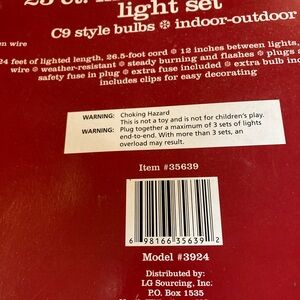 light set
C9 style bulbs ❄ indoor-outdoor
en wire
24 feet of lighted length, 26.5-foot cord ❄ 12 inches between lights,
wire ❄ weather-resistant ❄ steady and flashes ❄ plugs
safety fuse in plug ❄ extra fuse included ❄ extra bulb inc
includes clips for easy decorating
WARNING: Choking Hazard
This is not a toy and is not for children's play.
WARNING: Plug together a maximum of 3 sets of lights
end-to-end. With more than 3 sets, an
overload may result.
Item #35639
6 98166 35639 2
Model #3924
Distributed by:
LG Sourcing, Inc.
P.O. Box 1535